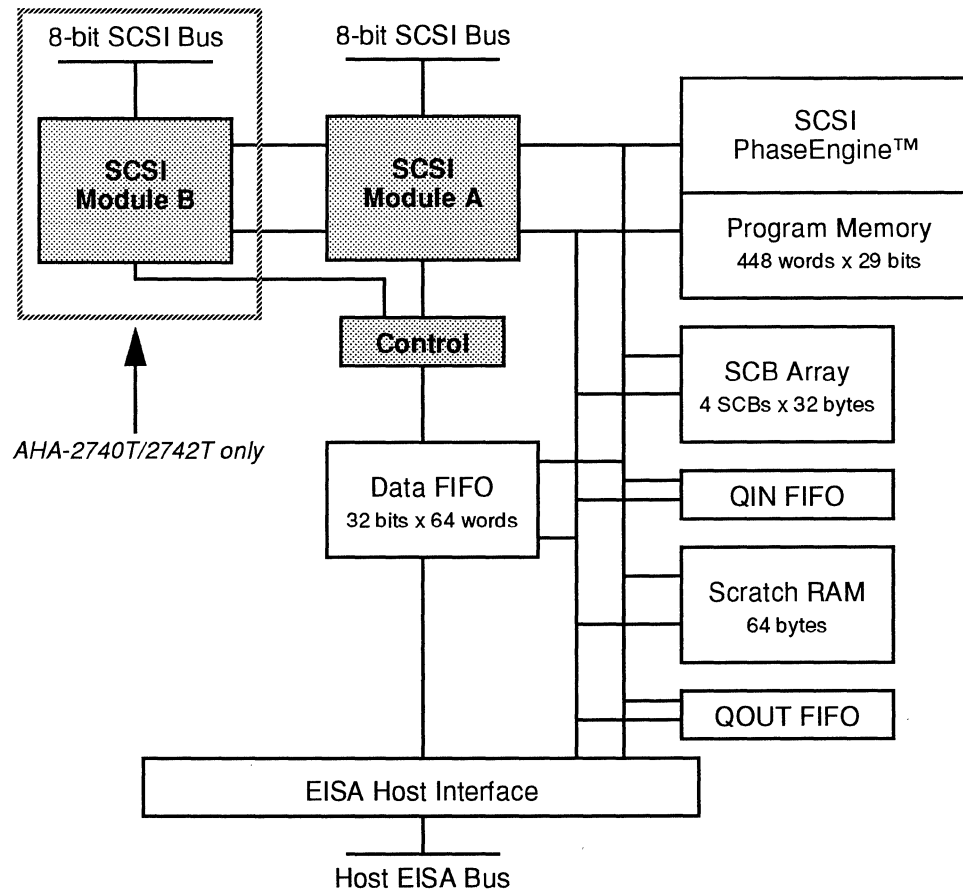 8-bit SCSI Bus
8-bit SCSI Bus
SCSI
Module B
SCSI
Module A
SCSI
PhaseEngine™
Program Memory
448 words x 29 bits
Control
SCB Array
4 SCBs x 32 bytes
AHA-2740T/2742T only
Data FIFO
32 bits x 64 words
QIN FIFO
Scratch RAM
64 bytes
QOUT FIFO
EISA Host Interface
Host EISA Bus